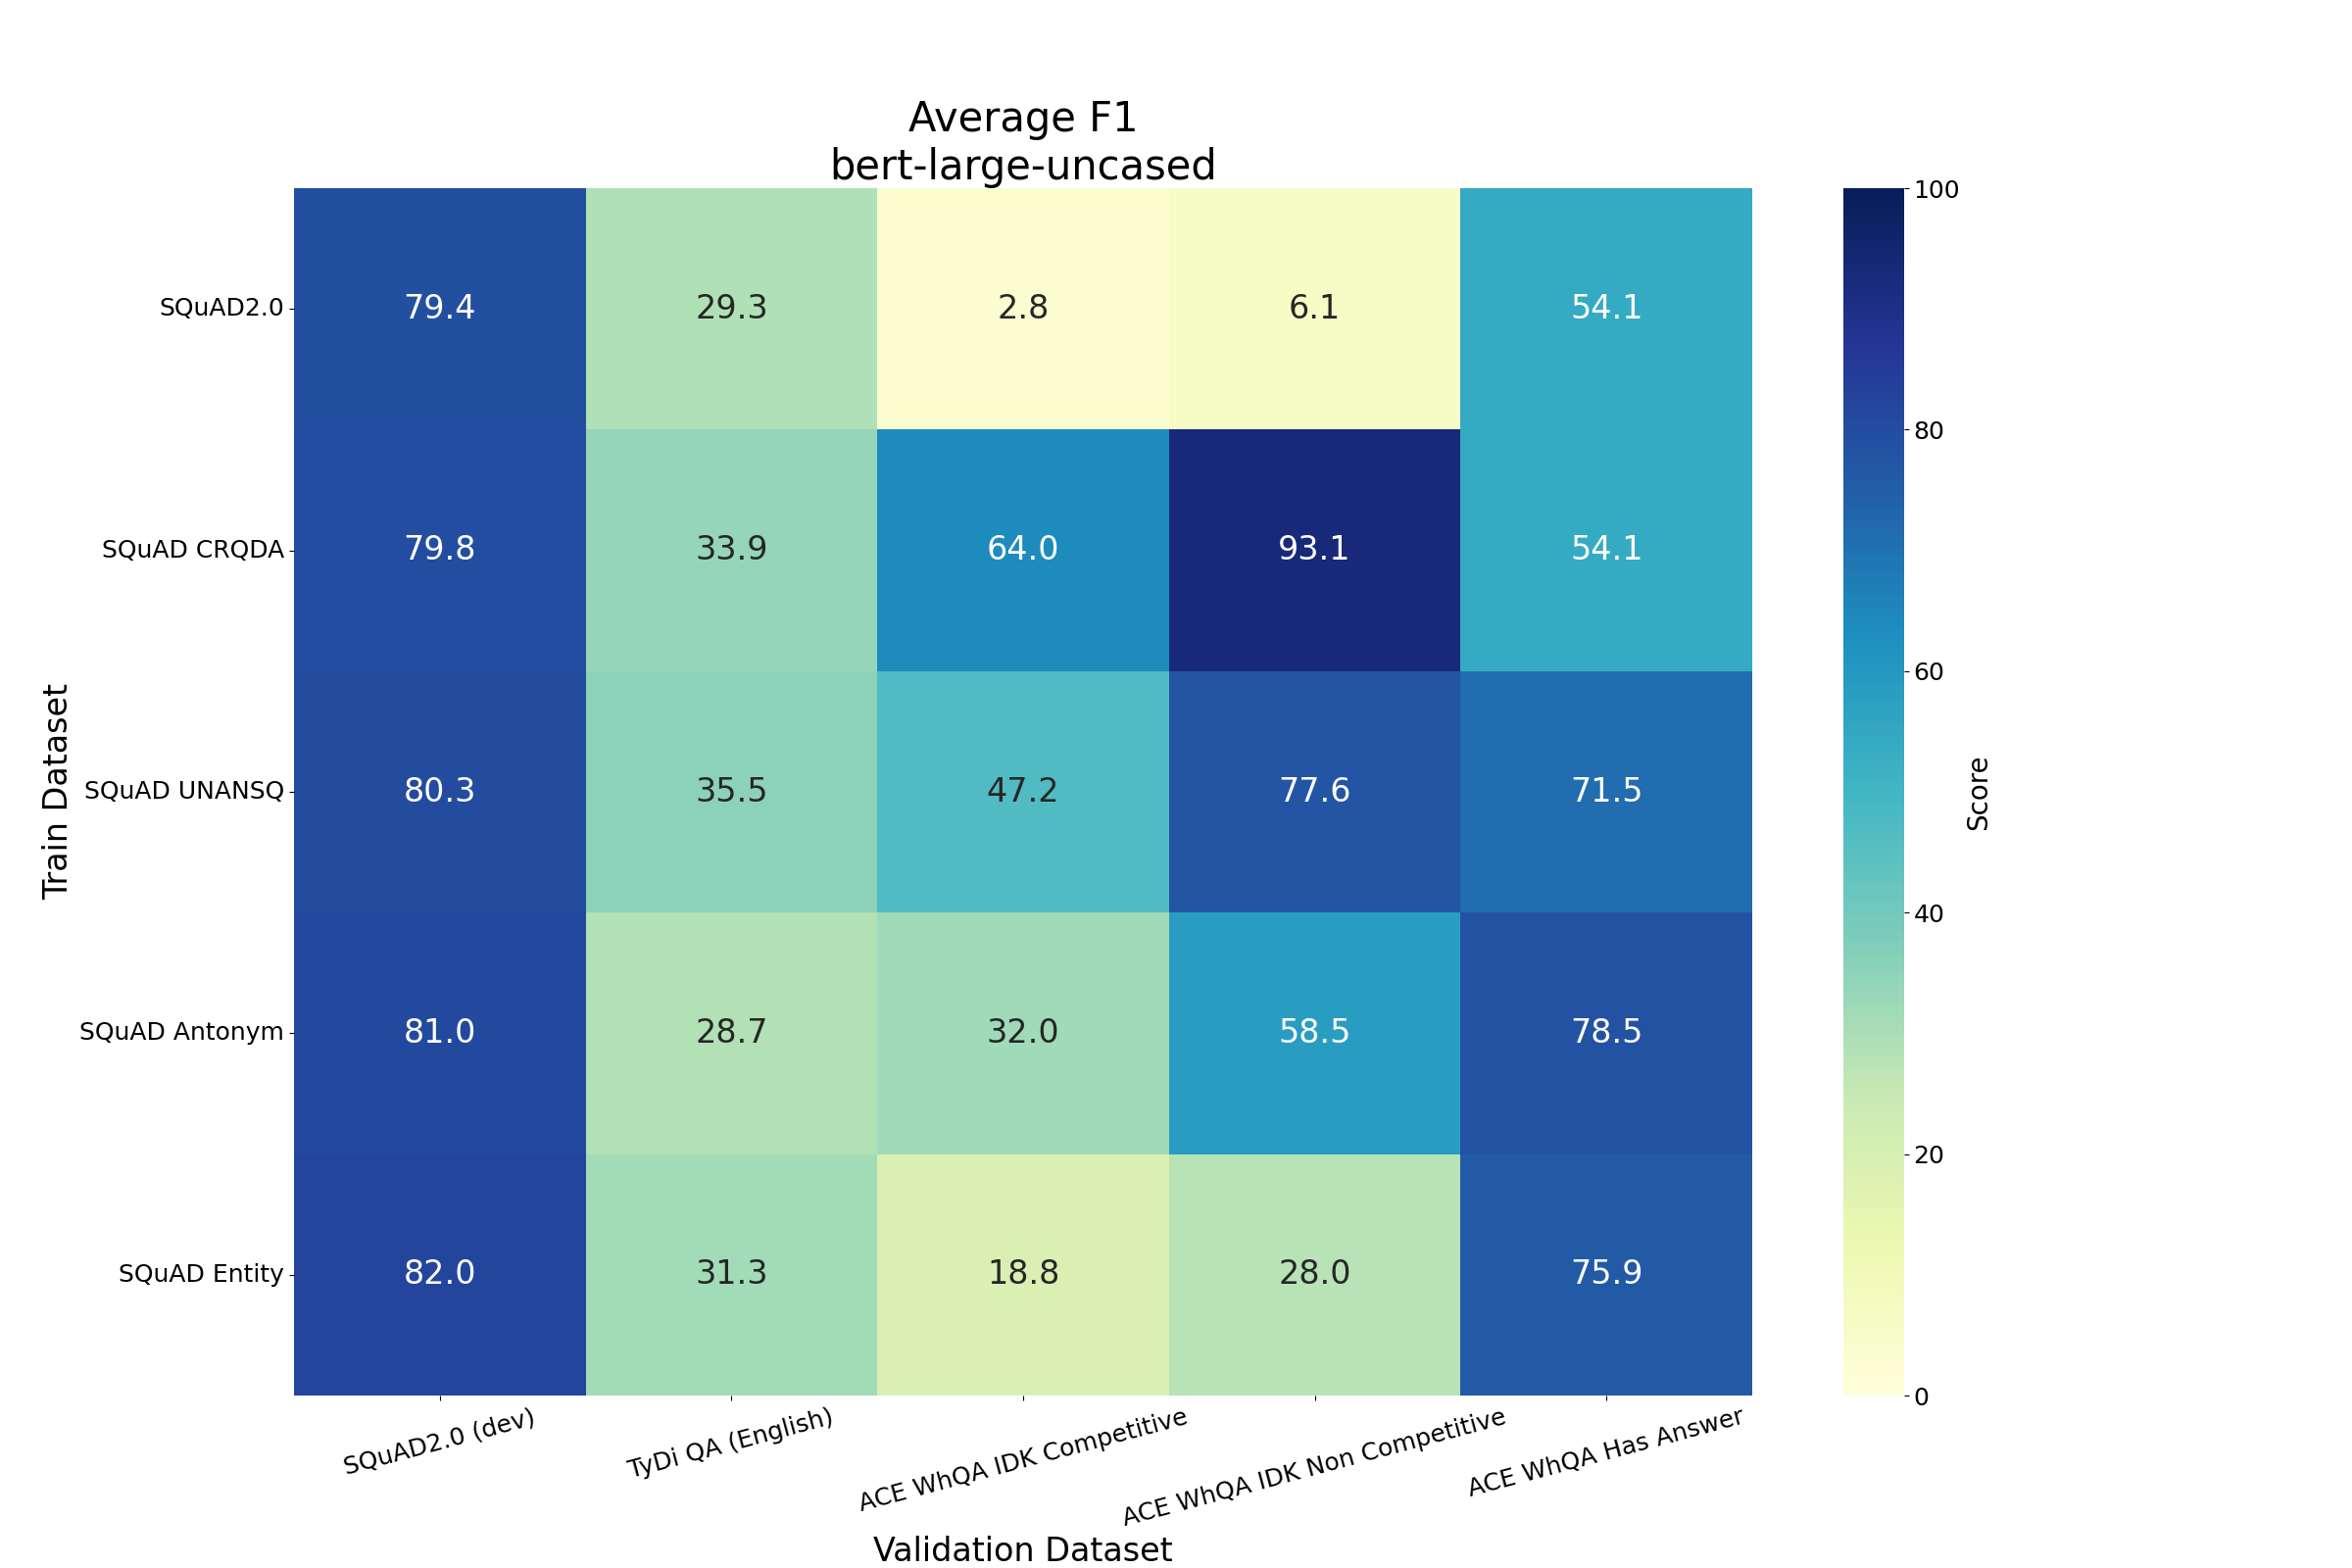 Average F1
bert-large-uncased
Train Dataset
SQuAD2.0 79.4 29.3 2.8 6.1 54.1
SQuAD CRQDA 79.8 33.9 64.0 93.1 54.1
SQuAD UNANSQ 80.3 35.5 47.2 77.6 71.5
SQuAD Antonym 81.0 28.7 32.0 58.5 78.5
SQuAD Entity 82.0 31.3 18.8 28.0 75.9
SQuAD2.0 (dev) TyDi QA (English) ACE WhQA IDK Competitive ACE WhQA IDK Non Competitive ACE WhQA Has Answer
Validation Dataset
100
80
60
40
20
0
Score